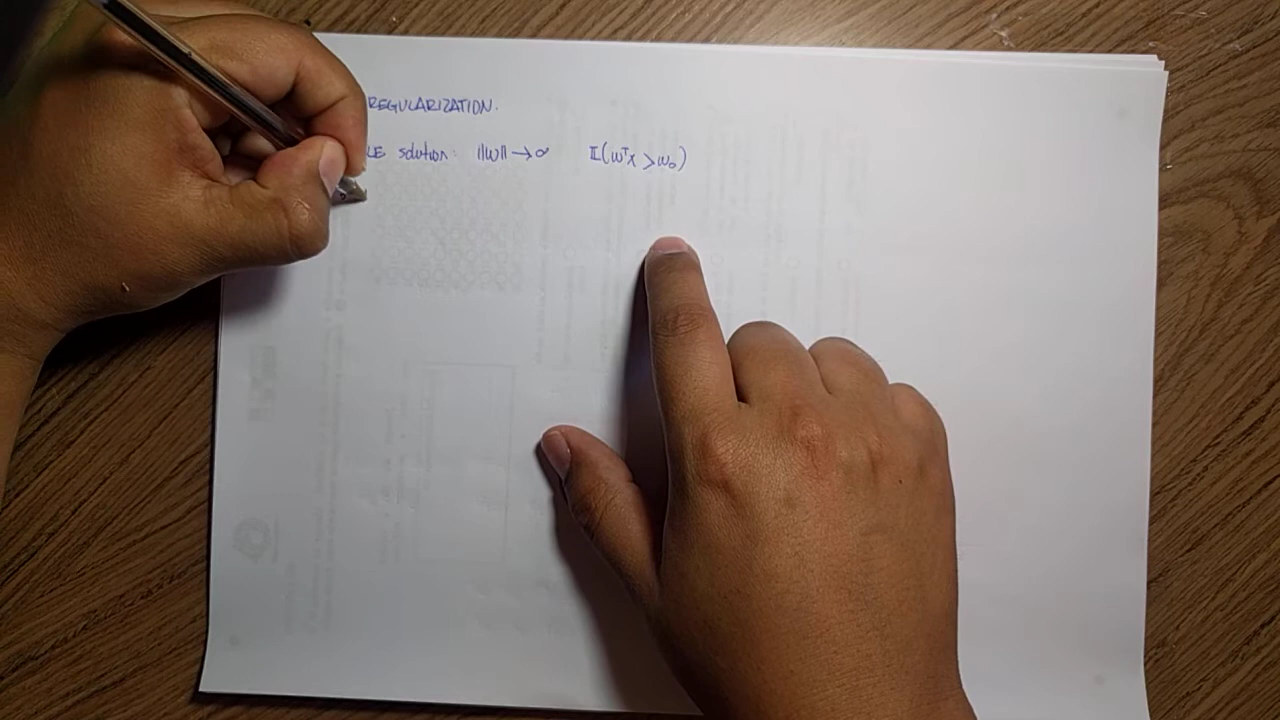 REGULARIZATION.
LE solution: ||w|| → ∞ 𝕀(wᵀx > w₀)